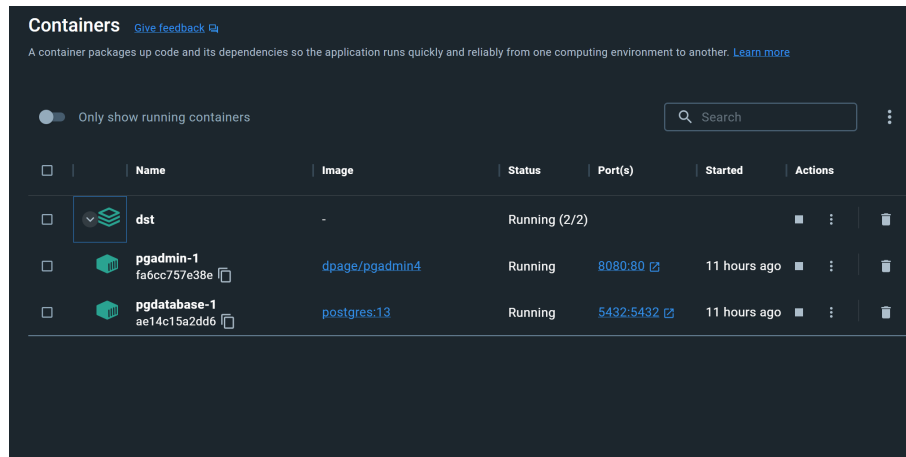 Containers Give feedback
A container packages up code and its dependencies so the application runs quickly and reliably from one computing environment to another. Learn more
Only show running containers
Search
Name Image Status Port(s) Started Actions
dst - Running (2/2)
pgadmin-1
fa6cc757e38e dpage/pgadmin4 Running 8080:80 11 hours ago
pgdatabase-1
ae14c15a2dd6 postgres:13 Running 5432:5432 11 hours ago